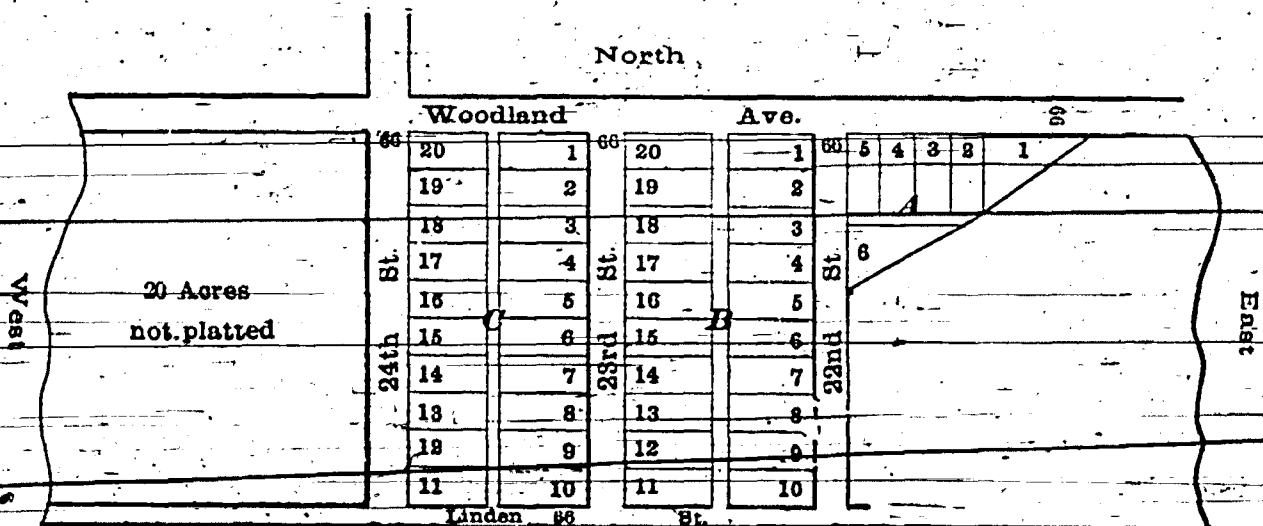 North
Woodland Ave.
66
66 20 1 66 20 1 60 5 4 3 2 1
19 2 19 2
A
18 3 18 3
6
17 4 17 4
20 Acres
not platted
16 5 16 5
C B
15 6 15 6
14 7 14 7
13 8 13 8
12 9 12 9
11 10 11 10
Linden 66 St.
West
24th St.
23rd St.
22nd St.
East